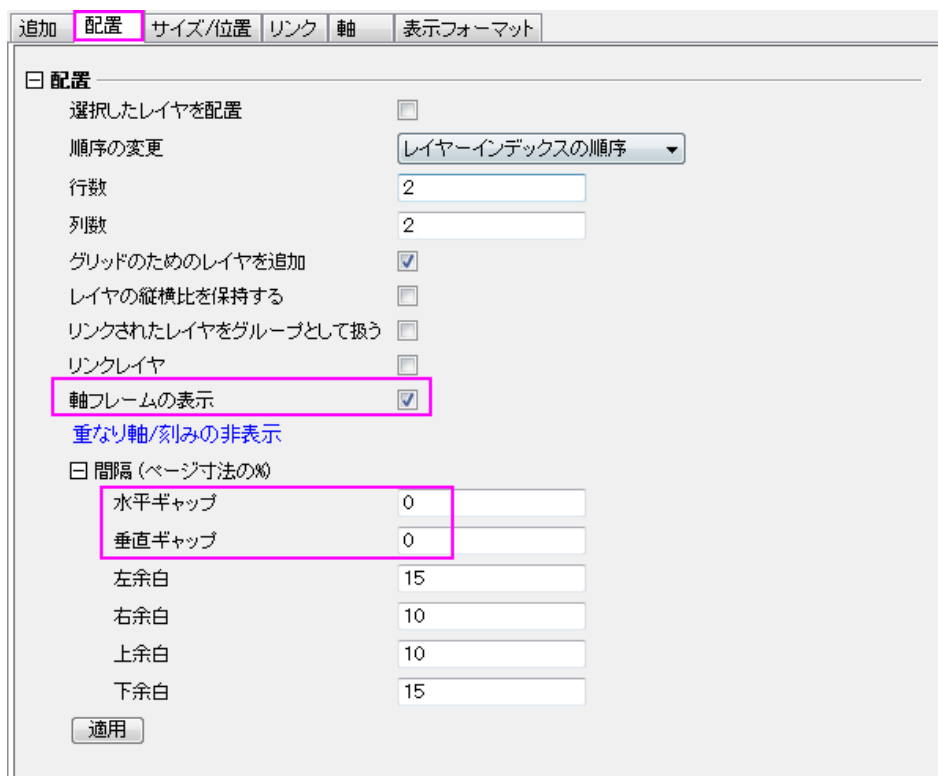 追加 配置 サイズ/位置 リンク 軸 表示フォーマット
配置
選択したレイヤを配置
順序の変更 レイヤーインデックスの順序
行数 2
列数 2
グリッドのためのレイヤを追加
レイヤの縦横比を保持する
リンクされたレイヤをグループとして扱う
リンクレイヤ
軸フレームの表示
重なり軸/刻みの非表示
間隔 (ページ寸法の%)
水平ギャップ 0
垂直ギャップ 0
左余白 15
右余白 10
上余白 10
下余白 15
適用